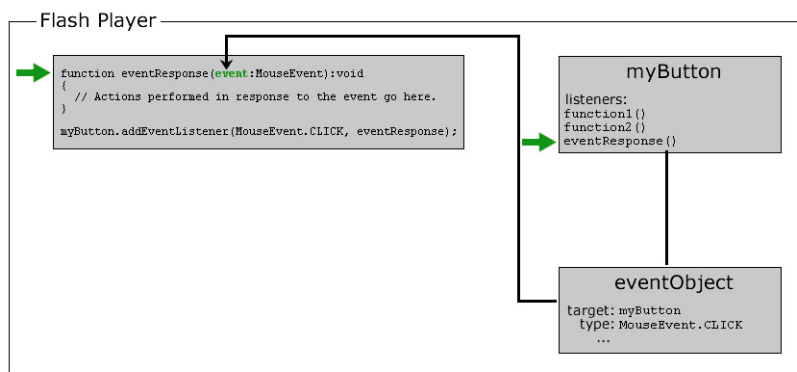 Flash Player
function eventResponse(event:MouseEvent):void
{
// Actions performed in response to the event go here.
}
myButton.addEventListener(MouseEvent.CLICK, eventResponse);
myButton
listeners:
function1()
function2()
eventResponse()
eventObject
target: myButton
type: MouseEvent.CLICK
...